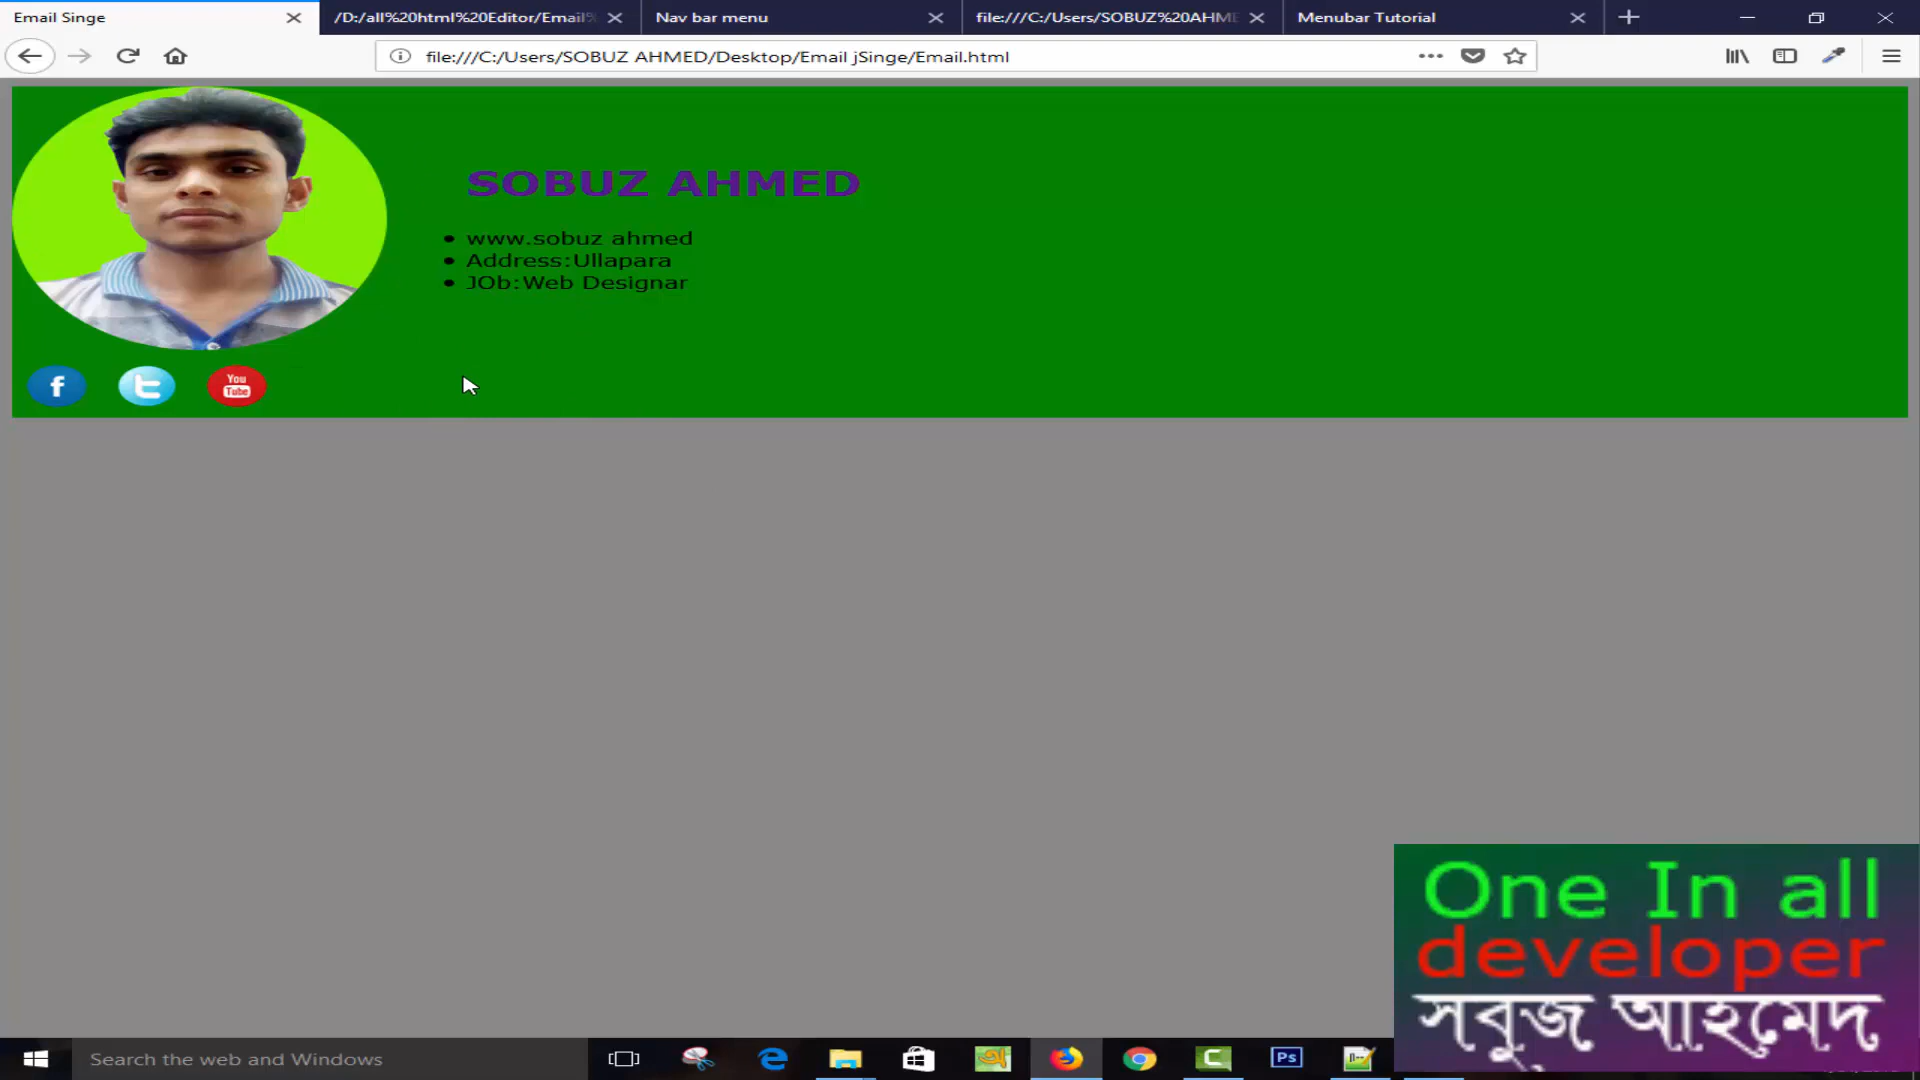 Email Singe
/D:/all%20html%20Editor/Email%
Nav bar menu
file:///C:/Users/SOBUZ%20AHME
Menubar Tutorial
file:///C:/Users/SOBUZ AHMED/Desktop/Email jSinge/Email.html
SOBUZ AHMED
www.sobuz ahmed
Address:Ullapara
JOb:Web Designar
f
t
You
Tube
One In all
developer
সবুজ আহমেদ
Search the web and Windows
Ps